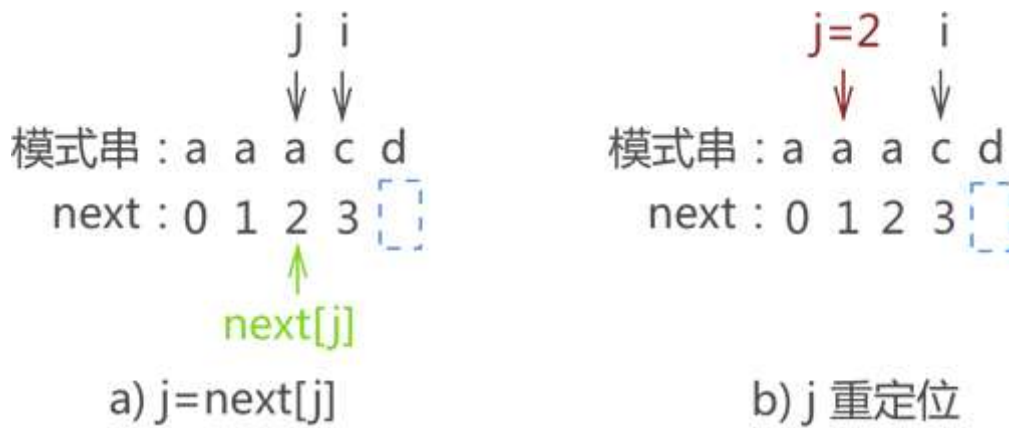 j i
模式串：a a a c d
next：0 1 2 3
next[j]
a) j=next[j]
j=2 i
模式串：a a a c d
next：0 1 2 3
b) j 重定位